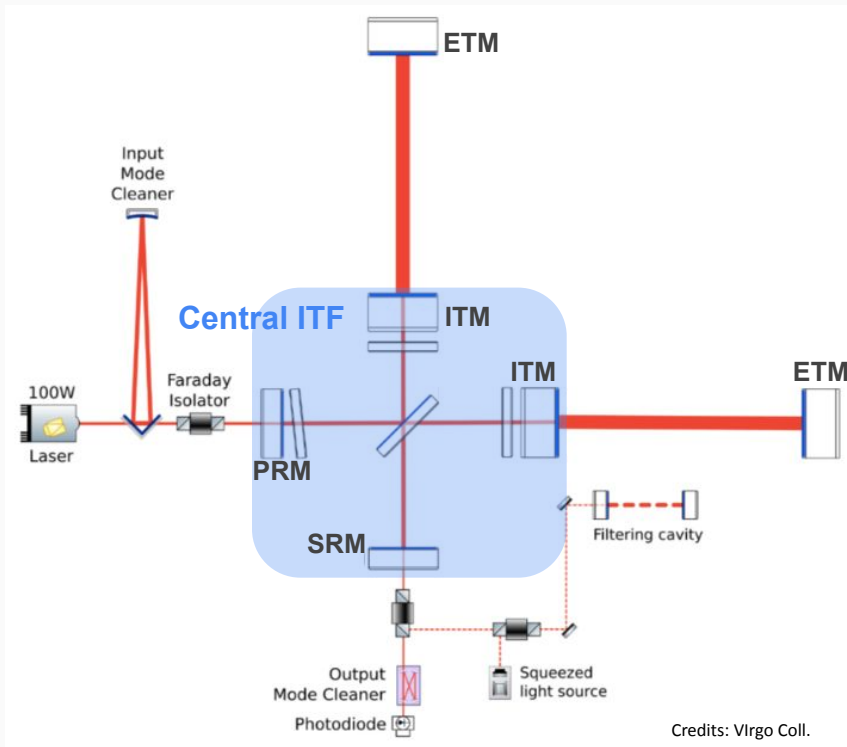 ETM
Input
Mode
Cleaner
Central ITF
ITM
ITM
ETM
100W
Faraday
Isolator
Laser
PRM
SRM
Filtering cavity
Output
Mode Cleaner
Squeezed
light source
Photodiode
Credits: VIrgo Coll.